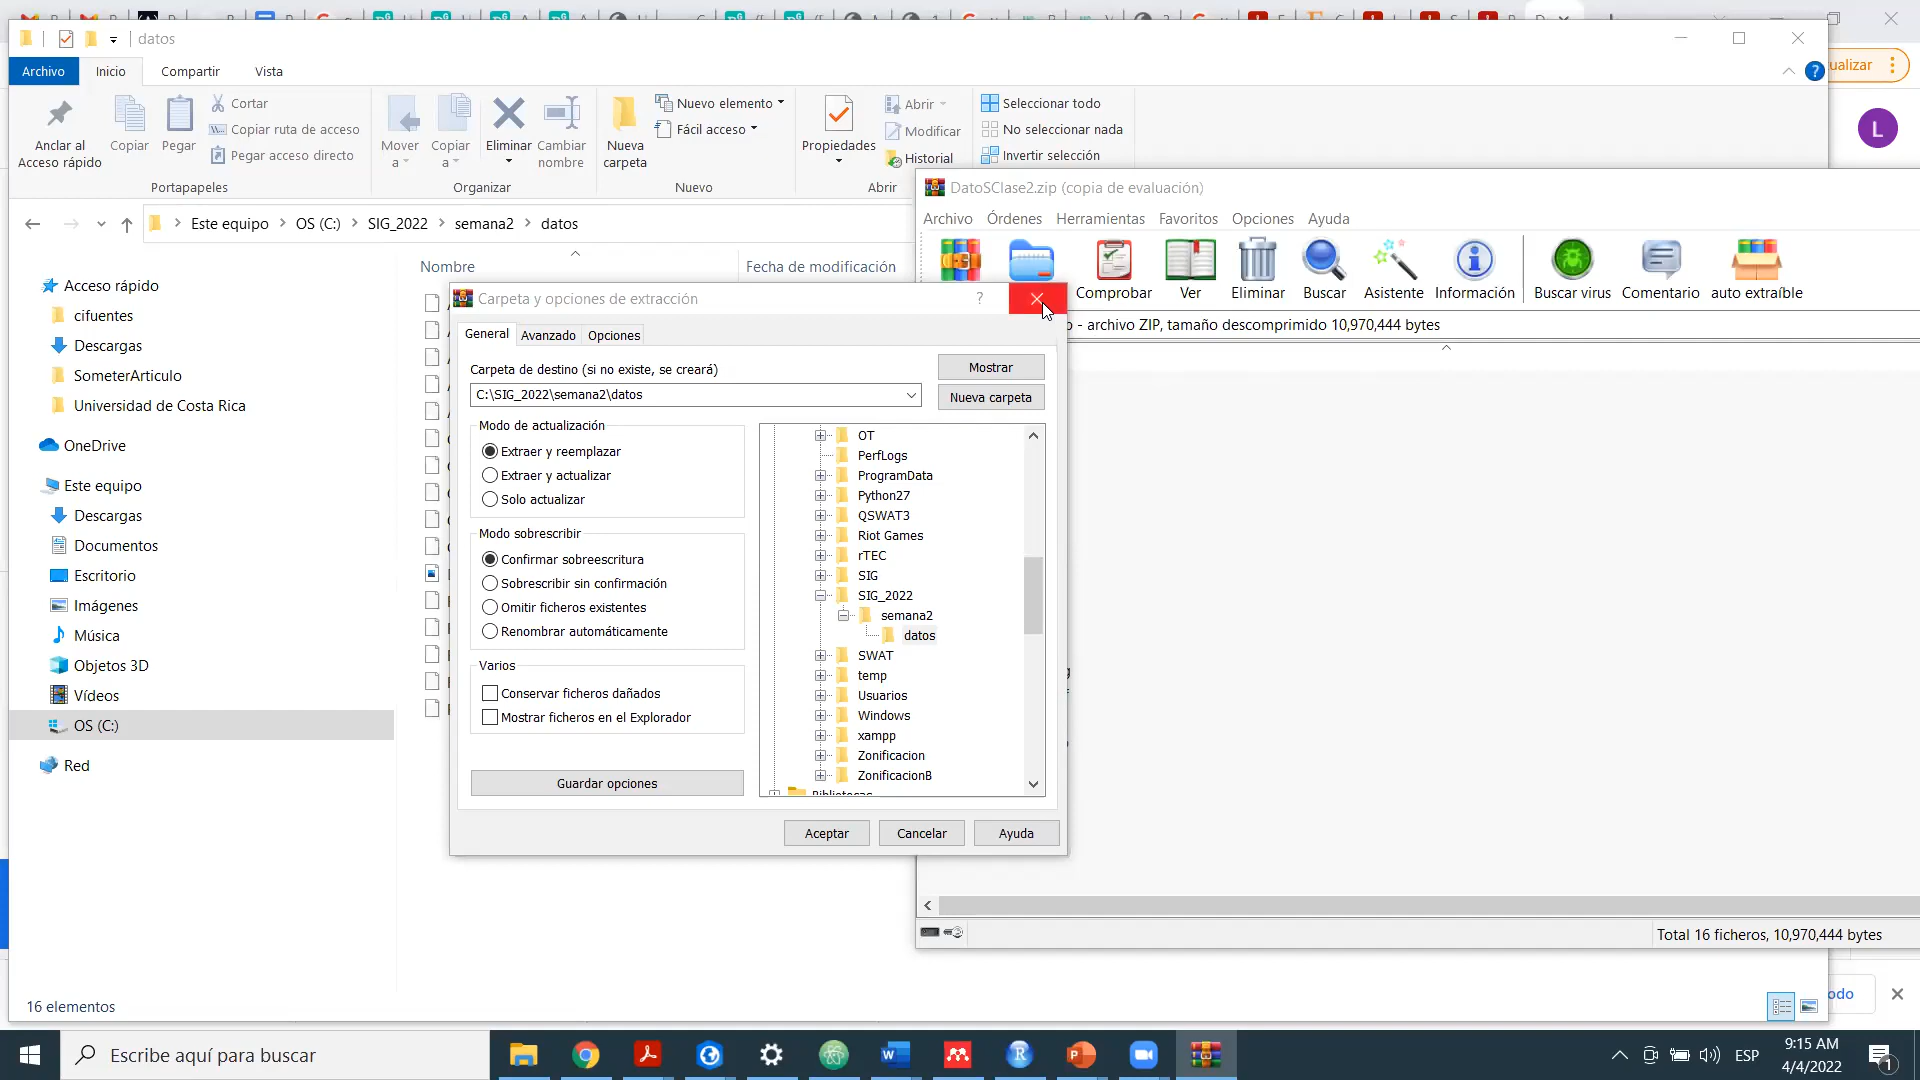 datos
Archivo Inicio Compartir Vista
ualizar
Anclar al Acceso rápido
Copiar
Pegar
Cortar
Copiar ruta de acceso
Pegar acceso directo
Portapapeles
Mover a
Copiar a
Eliminar
Cambiar nombre
Organizar
Nueva carpeta
Nuevo elemento
Fácil acceso
Nuevo
Propiedades
Abrir
Modificar
Historial
Abrir
Seleccionar todo
No seleccionar nada
Invertir selección
L
Este equipo > OS (C:) > SIG_2022 > semana2 > datos
Nombre
Fecha de modificación
Acceso rápido
cifuentes
Descargas
SometerArticulo
Universidad de Costa Rica
OneDrive
Este equipo
Descargas
Documentos
Escritorio
Imágenes
Música
Objetos 3D
Vídeos
OS (C:)
Red
16 elementos
DatoSClase2.zip (copia de evaluación)
Archivo Órdenes Herramientas Favoritos Opciones Ayuda
Comprobar Ver Eliminar Buscar Asistente Información Buscar virus Comentario auto extraíble
- archivo ZIP, tamaño descomprimido 10,970,444 bytes
Total 16 ficheros, 10,970,444 bytes
Carpeta y opciones de extracción
?
General Avanzado Opciones
Carpeta de destino (si no existe, se creará)
C:\SIG_2022\semana2\datos
Mostrar
Nueva carpeta
Modo de actualización
Extraer y reemplazar
Extraer y actualizar
Solo actualizar
Modo sobrescribir
Confirmar sobreescritura
Sobrescribir sin confirmación
Omitir ficheros existentes
Renombrar automáticamente
Varios
Conservar ficheros dañados
Mostrar ficheros en el Explorador
Guardar opciones
OT
PerfLogs
ProgramData
Python27
QSWAT3
Riot Games
rTEC
SIG
SIG_2022
semana2
datos
SWAT
temp
Usuarios
Windows
xampp
Zonificacion
ZonificacionB
Bibliotecas
Aceptar Cancelar Ayuda
odo
Escribe aquí para buscar
ESP
9:15 AM
4/4/2022
1